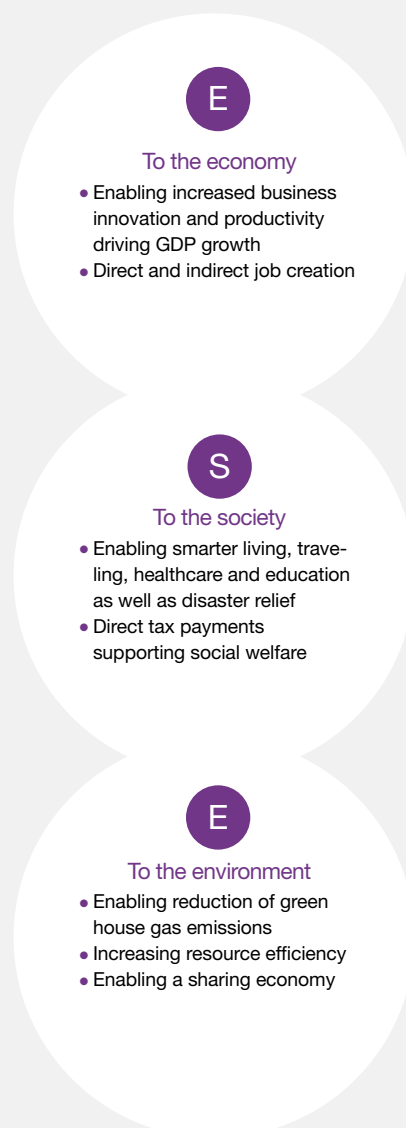 E
To the economy
• Enabling increased business
innovation and productivity
driving GDP growth
• Direct and indirect job creation
S
To the society
• Enabling smarter living, trave-
ling, healthcare and education
as well as disaster relief
• Direct tax payments
supporting social welfare
E
To the environment
• Enabling reduction of green
house gas emissions
• Increasing resource efficiency
• Enabling a sharing economy